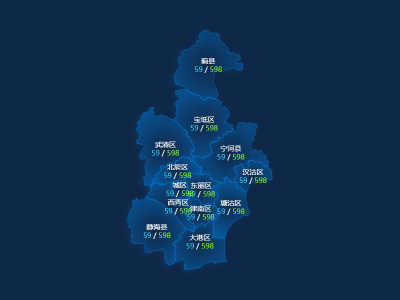 蓟县
59 / 598
宝坻区
59 / 598
武清区
59 / 598
宁河县
59 / 598
北辰区
59 / 598
汉沽区
59 / 598
城区
59 / 598
东丽区
59 / 598
西青区
59 / 598
津南区
59 / 598
塘沽区
59 / 598
静海县
59 / 598
大港区
59 / 598